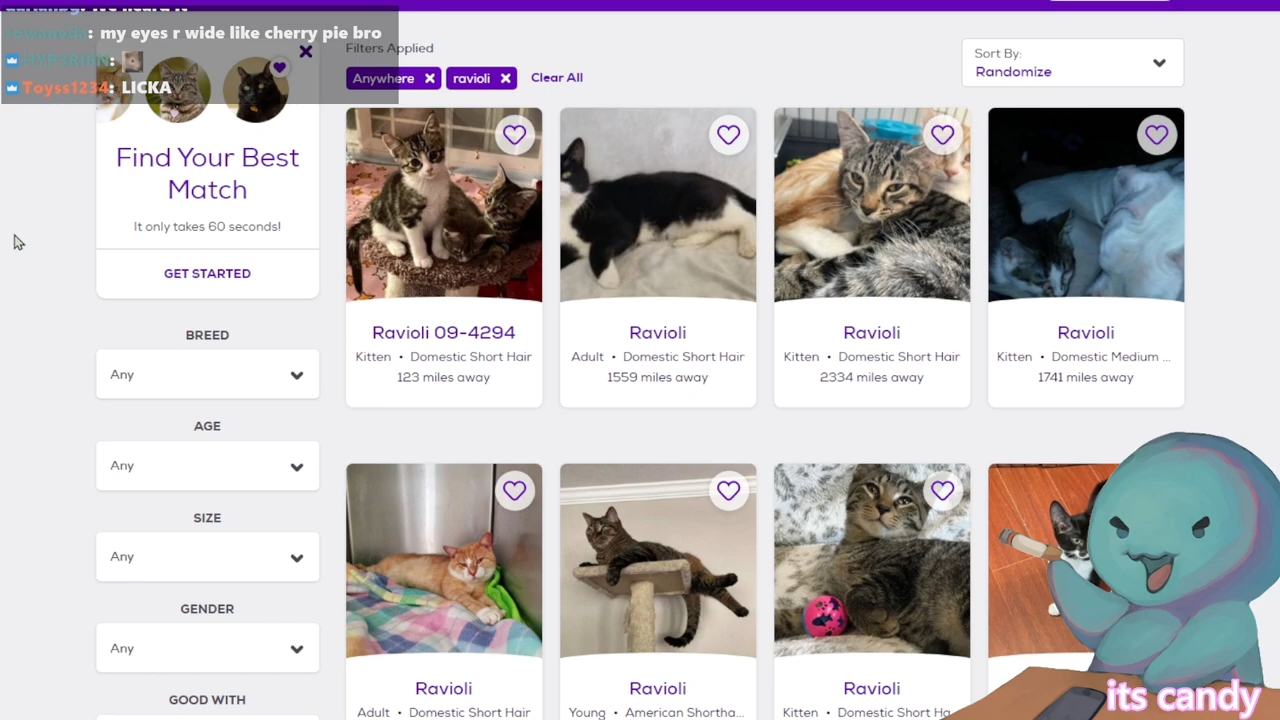 : my eyes r wide like cherry pie bro
Toyss1234: LICKA
Filters Applied
Anywhere
ravioli
Clear All
Sort By:
Randomize
Find Your Best
Match
It only takes 60 seconds!
GET STARTED
BREED
Any
AGE
Any
SIZE
Any
GENDER
Any
GOOD WITH
Ravioli 09-4294
Kitten • Domestic Short Hair
123 miles away
Ravioli
Adult • Domestic Short Hair
1559 miles away
Ravioli
Kitten • Domestic Short Hair
2334 miles away
Ravioli
Kitten • Domestic Medium ...
1741 miles away
Ravioli
Adult • Domestic Short Hair
Ravioli
Young • American Shortha...
Ravioli
Kitten • Domestic Short Ha
its candy